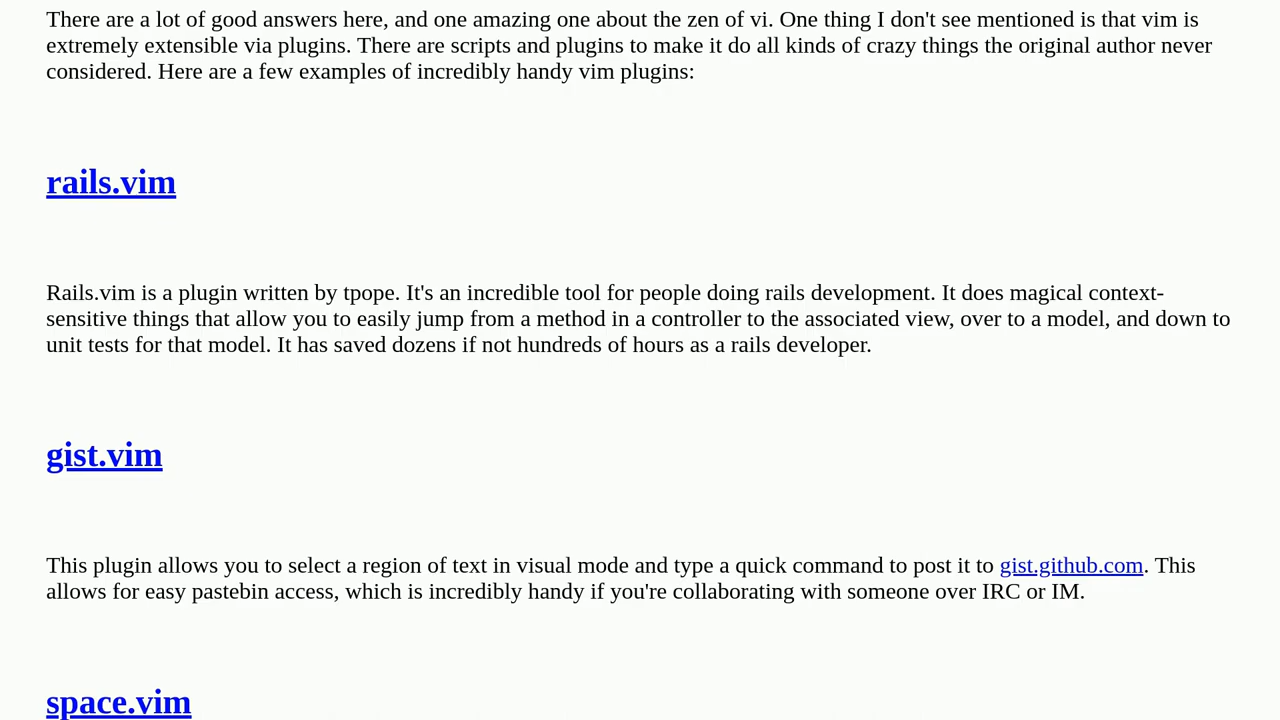 There are a lot of good answers here, and one amazing one about the zen of vi. One thing I don't see mentioned is that vim is
extremely extensible via plugins. There are scripts and plugins to make it do all kinds of crazy things the original author never
considered. Here are a few examples of incredibly handy vim plugins:
rails.vim
Rails.vim is a plugin written by tpope. It's an incredible tool for people doing rails development. It does magical context-
sensitive things that allow you to easily jump from a method in a controller to the associated view, over to a model, and down to
unit tests for that model. It has saved dozens if not hundreds of hours as a rails developer.
gist.vim
This plugin allows you to select a region of text in visual mode and type a quick command to post it to gist.github.com. This
allows for easy pastebin access, which is incredibly handy if you're collaborating with someone over IRC or IM.
space.vim